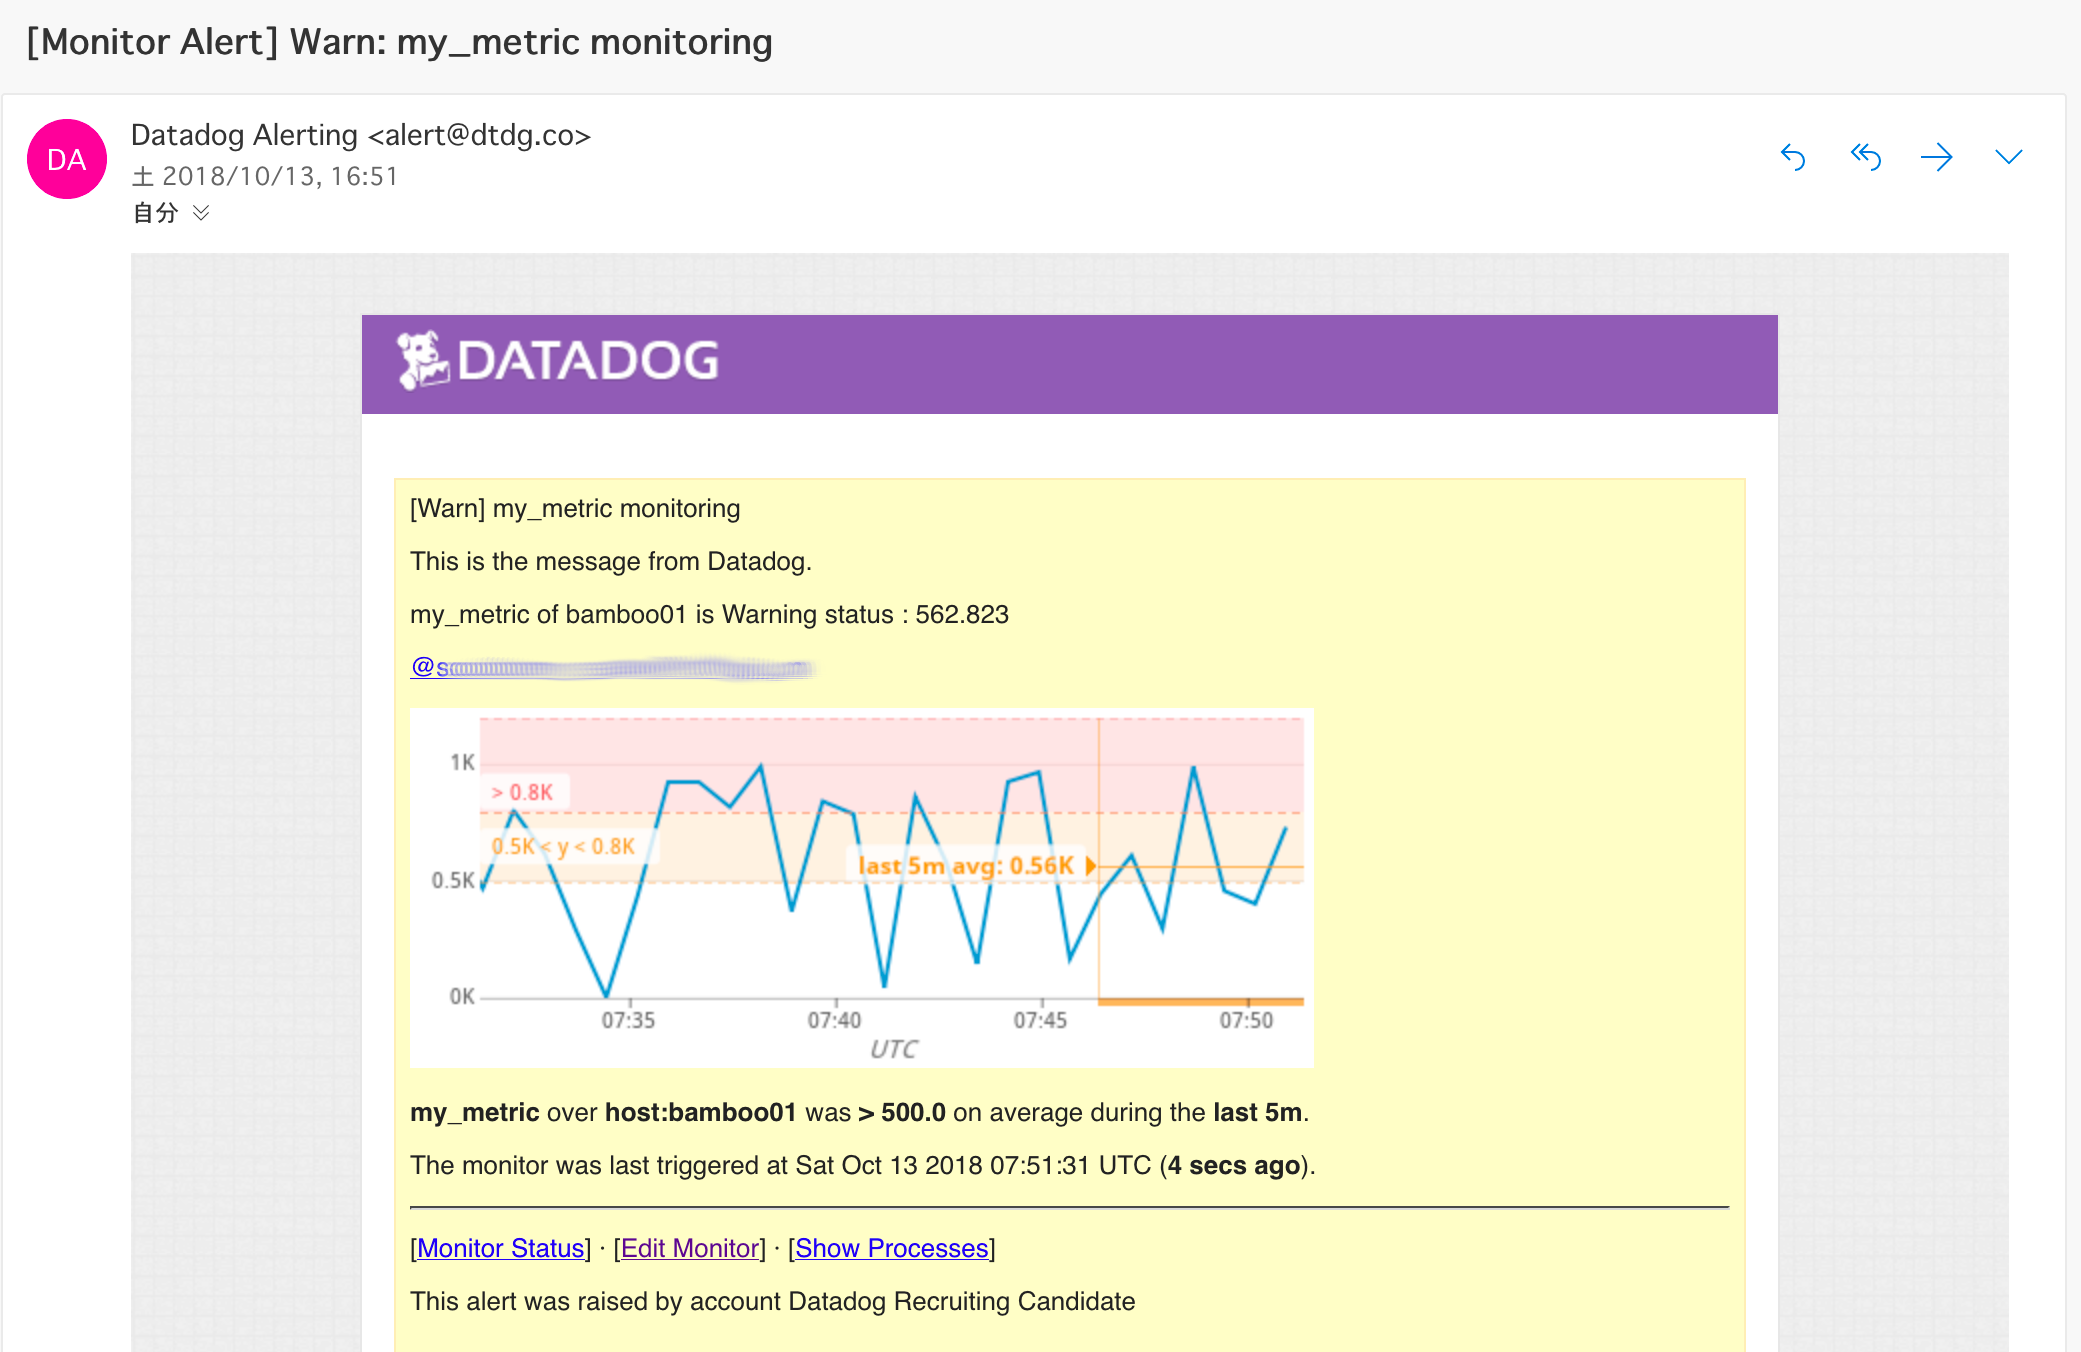 [Monitor Alert] Warn: my_metric monitoring
DA
Datadog Alerting <alert@dtdg.co>
土 2018/10/13, 16:51
自分
DATADOG
[Warn] my_metric monitoring
This is the message from Datadog.
my_metric of bamboo01 is Warning status : 562.823
1K
> 0.8K
0.5K < y < 0.8K
last 5m avg: 0.56K
0.5K
0K
07:35 07:40 07:45 07:50
UTC
my_metric over host:bamboo01 was > 500.0 on average during the last 5m.
The monitor was last triggered at Sat Oct 13 2018 07:51:31 UTC (4 secs ago).
[Monitor Status] · [Edit Monitor] · [Show Processes]
This alert was raised by account Datadog Recruiting Candidate